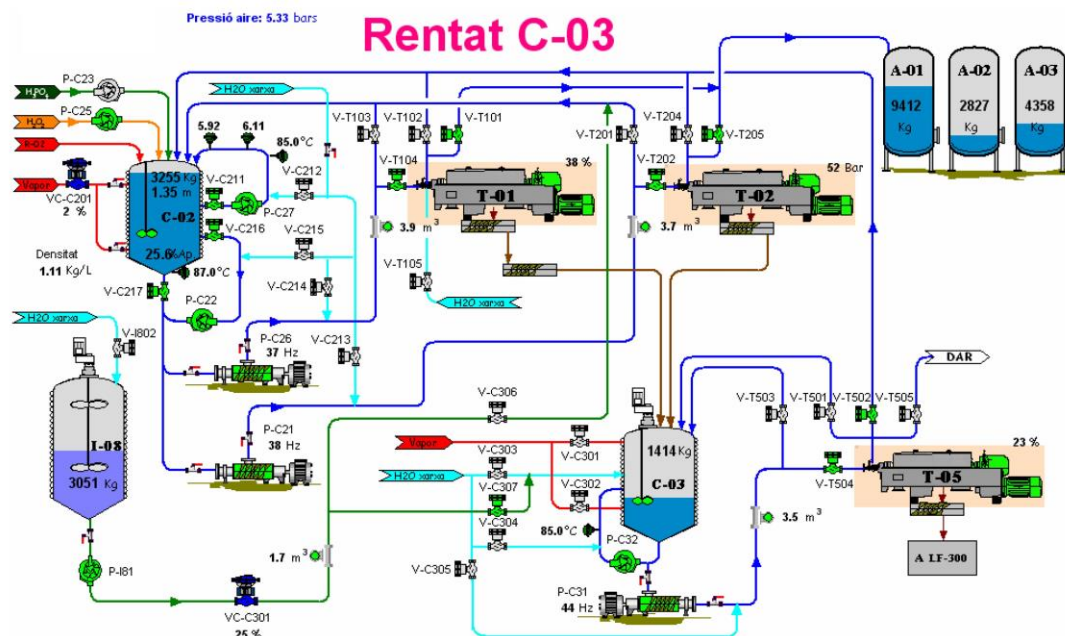 Pressió aire: 5.33 bars
Rentat C-03
P-C23
H3PO4
P-C25
H2O xarxa
A-01
A-02
A-03
9412
Kg
2827
Kg
4358
Kg
5.92
6.11
85.0°C
V-T103
V-T102
V-T101
V-T201
V-T204
V-T205
R-02
Vapor
VC-C201
2 %
3255 Kg
1.35 m
C-02
25.6 %Ap
V-C211
V-C212
P-C27
V-C216
V-C215
V-T104
T-01
38 %
V-T202
T-02
52 Bar
3.9 m3
3.7 m3
Densitat
1.11 Kg/L
87.0°C
V-C217
P-C22
V-C214
V-T105
H2O xarxa
H2O xarxa
V-I802
P-C26
37 Hz
V-C213
I-08
3051 Kg
P-C21
38 Hz
V-C306
Vapor
V-C301
V-C303
H2O xarxa
V-C307
V-C302
V-C304
85.0°C
1414 Kg
C-03
P-C32
V-C305
P-C31
44 Hz
V-T503
V-T501
V-T502
V-T505
DAR
V-T504
23 %
T-05
3.5 m3
A LF-300
1.7 m3
P-I81
VC-C301
25 %